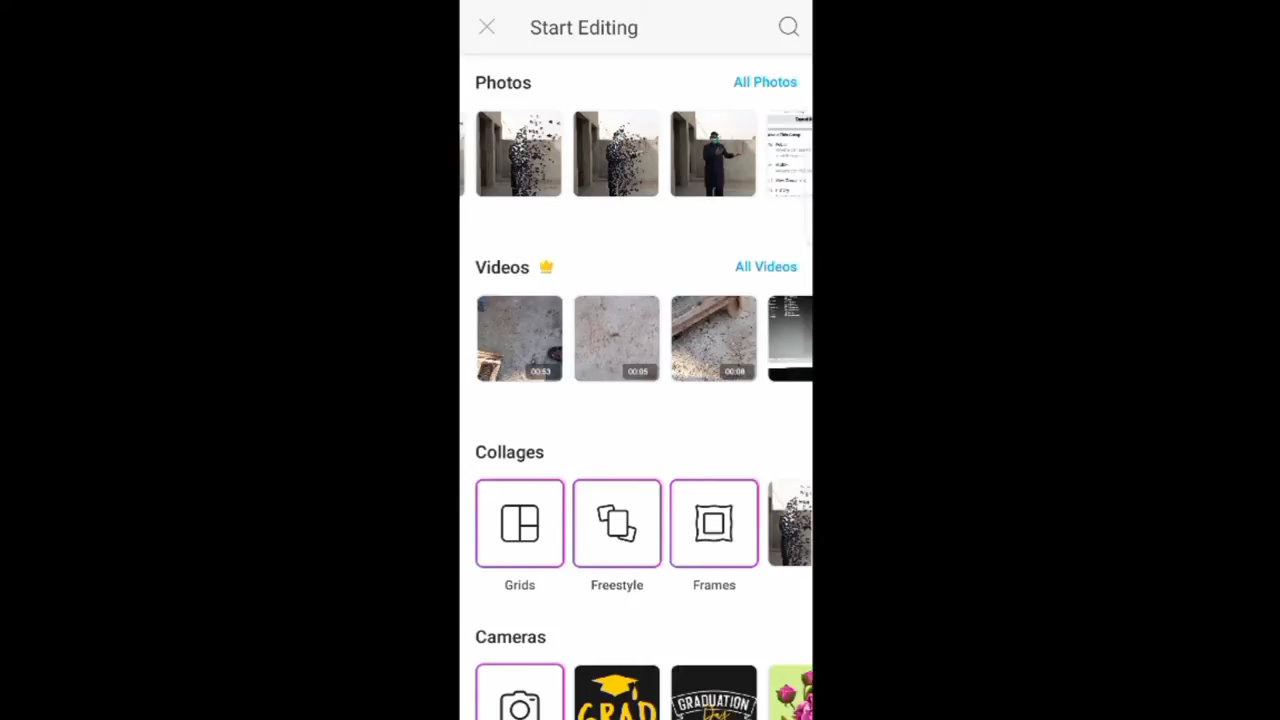 Start Editing
Photos
All Photos
Videos
All Videos
00:53
00:05
00:08
Collages
Grids
Freestyle
Frames
Cameras
GRAD
GRADUATION
Day